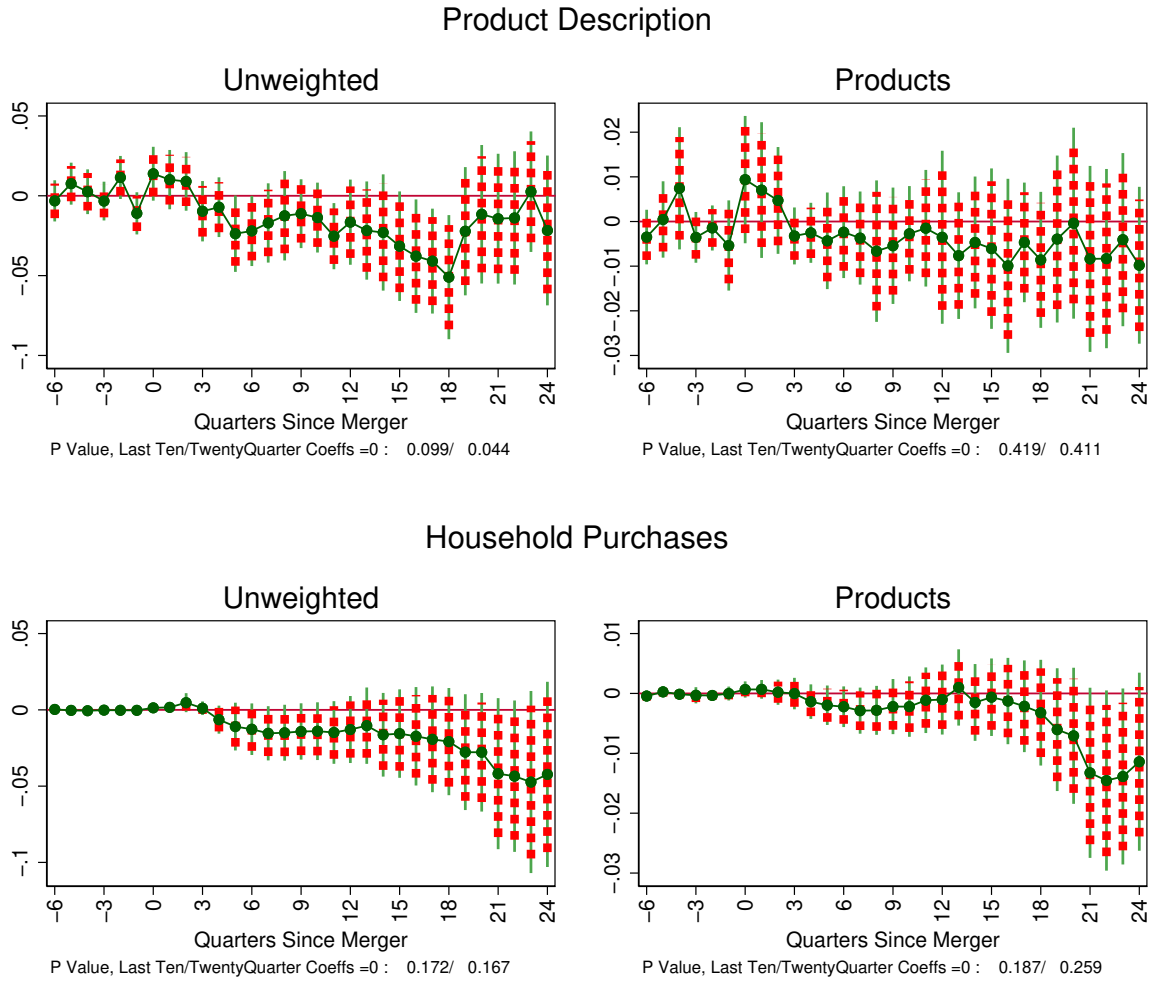 Product Description
Unweighted
Products
.05
0
−.05
−.1
.02
.01
0
−.01
−.02
−.03
−6 −3 0 3 6 9 12 15 18 21 24
−6 −3 0 3 6 9 12 15 18 21 24
Quarters Since Merger
Quarters Since Merger
P Value, Last Ten/TwentyQuarter Coeffs =0 : 0.099/ 0.044
P Value, Last Ten/TwentyQuarter Coeffs =0 : 0.419/ 0.411
Household Purchases
Unweighted
Products
.05
0
−.05
−.1
.01
0
−.01
−.02
−.03
−6 −3 0 3 6 9 12 15 18 21 24
−6 −3 0 3 6 9 12 15 18 21 24
Quarters Since Merger
Quarters Since Merger
P Value, Last Ten/TwentyQuarter Coeffs =0 : 0.172/ 0.167
P Value, Last Ten/TwentyQuarter Coeffs =0 : 0.187/ 0.259